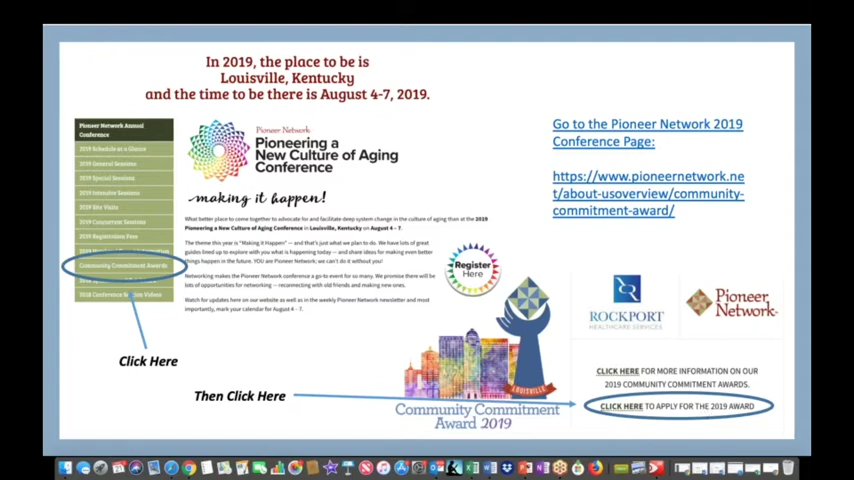 In 2019, the place to be is
Louisville, Kentucky
and the time to be there is August 4-7, 2019.
Pioneer Network Annual
Conference
2019 Schedule at a Glance
2019 General Sessions
2019 Special Sessions
2019 Intensive Sessions
2019 Site Visits
2019 Concurrent Sessions
2019 Registration Fees
Community Commitment Awards
2018 Conference Session Videos
Pioneer Network
Pioneering a
New Culture of Aging
Conference
making it happen!
What better place to come together to advocate for and facilitate deep system change in the culture of aging than at the 2019
Pioneering a New Culture of Aging Conference in Louisville, Kentucky on August 4 - 7.
The theme this year is "Making it Happen" — and that's just what we plan to do. We have lots of great
guides lined up to explore with you what is happening today — and share ideas for making even better
things happen in the future. YOU are Pioneer Network; we can't do it without you!
Networking makes the Pioneer Network conference a go-to event for so many. We promise there will be
lots of opportunities for networking — reconnecting with old friends and making new ones.
Watch for updates here on our website as well as in the weekly Pioneer Network newsletter and most
importantly, mark your calendar for August 4 - 7.
Register
Here
Click Here
Then Click Here
LOUISVILLE
Community Commitment
Award 2019
Go to the Pioneer Network 2019
Conference Page:
https://www.pioneernetwork.ne
t/about-usoverview/community-
commitment-award/
ROCKPORT
HEALTHCARE SERVICES
Pioneer
Network
CLICK HERE FOR MORE INFORMATION ON OUR
2019 COMMUNITY COMMITMENT AWARDS.
CLICK HERE TO APPLY FOR THE 2019 AWARD